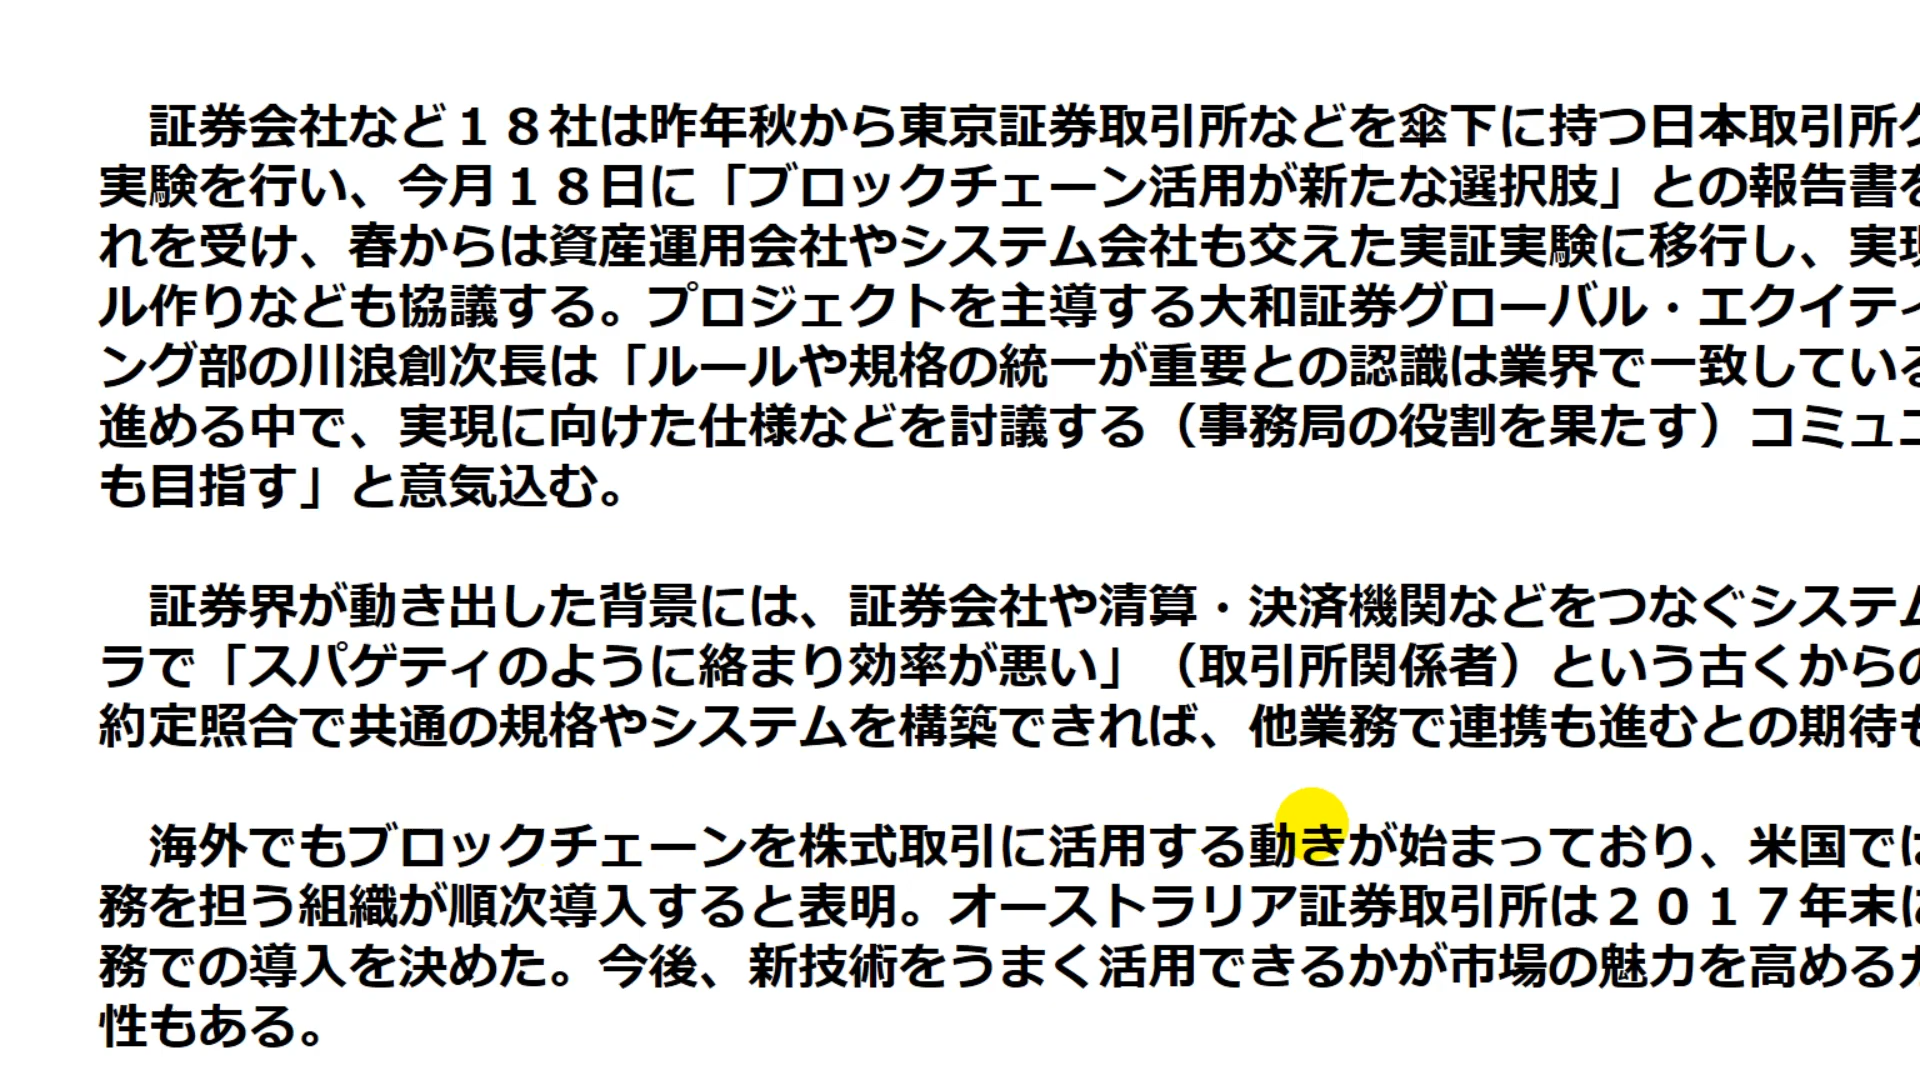 証券会社など１８社は昨年秋から東京証券取引所などを傘下に持つ日本取引所
実験を行い、今月１８日に「ブロックチェーン活用が新たな選択肢」との報告書を
れを受け、春からは資産運用会社やシステム会社も交えた実証実験に移行し、実現
ル作りなども協議する。プロジェクトを主導する大和証券グローバル・エクイティ
ング部の川浪創次長は「ルールや規格の統一が重要との認識は業界で一致している
進める中で、実現に向けた仕様などを討議する（事務局の役割を果たす）コミュニ
も目指す」と意気込む。
　証券界が動き出した背景には、証券会社や清算・決済機関などをつなぐシステム
ラで「スパゲティのように絡まり効率が悪い」（取引所関係者）という古くからの
約定照合で共通の規格やシステムを構築できれば、他業務で連携も進むとの期待も
　海外でもブロックチェーンを株式取引に活用する動きが始まっており、米国では
務を担う組織が順次導入すると表明。オーストラリア証券取引所は２０１７年末に
務での導入を決めた。今後、新技術をうまく活用できるかが市場の魅力を高める
性もある。